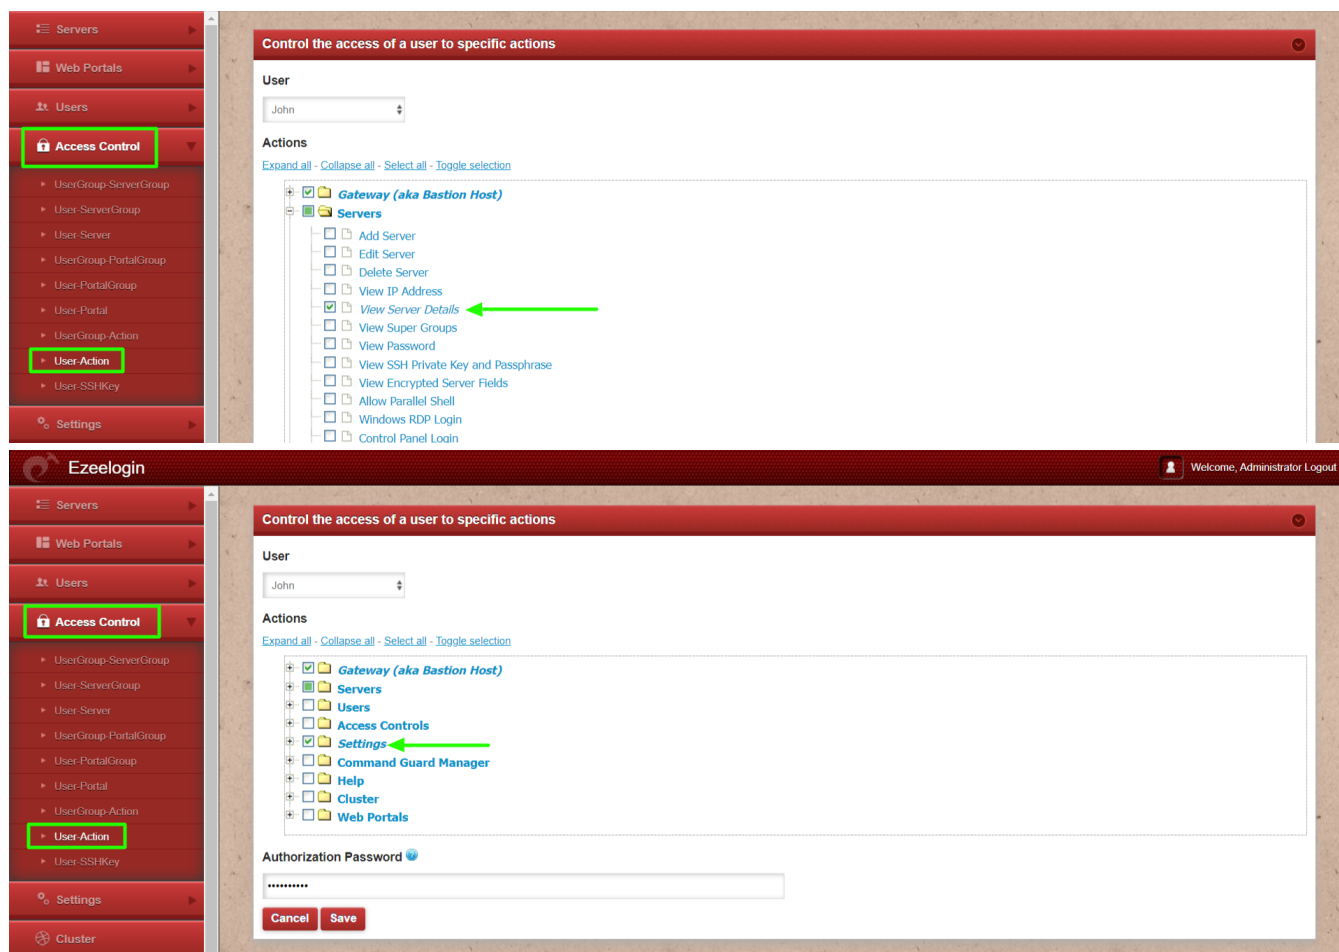 Servers
Web Portals
Users
Access Control
UserGroup-ServerGroup
User-ServerGroup
User-Server
UserGroup-PortalGroup
User-PortalGroup
User-Portal
UserGroup-Action
User-Action
User-SSHKey
Settings
Control the access of a user to specific actions
User
John
Actions
Expand all - Collapse all - Select all - Toggle selection
Gateway (aka Bastion Host)
Servers
Add Server
Edit Server
Delete Server
View IP Address
View Server Details
View Super Groups
View Password
View SSH Private Key and Passphrase
View Encrypted Server Fields
Allow Parallel Shell
Windows RDP Login
Control Panel Login
Ezeelogin
Welcome, Administrator Logout
Servers
Web Portals
Users
Access Control
UserGroup-ServerGroup
User-ServerGroup
User-Server
UserGroup-PortalGroup
User-PortalGroup
User-Portal
UserGroup-Action
User-Action
User-SSHKey
Settings
Cluster
Control the access of a user to specific actions
User
John
Actions
Expand all - Collapse all - Select all - Toggle selection
Gateway (aka Bastion Host)
Servers
Users
Access Controls
Settings
Command Guard Manager
Help
Cluster
Web Portals
Authorization Password
••••••••••
Cancel Save